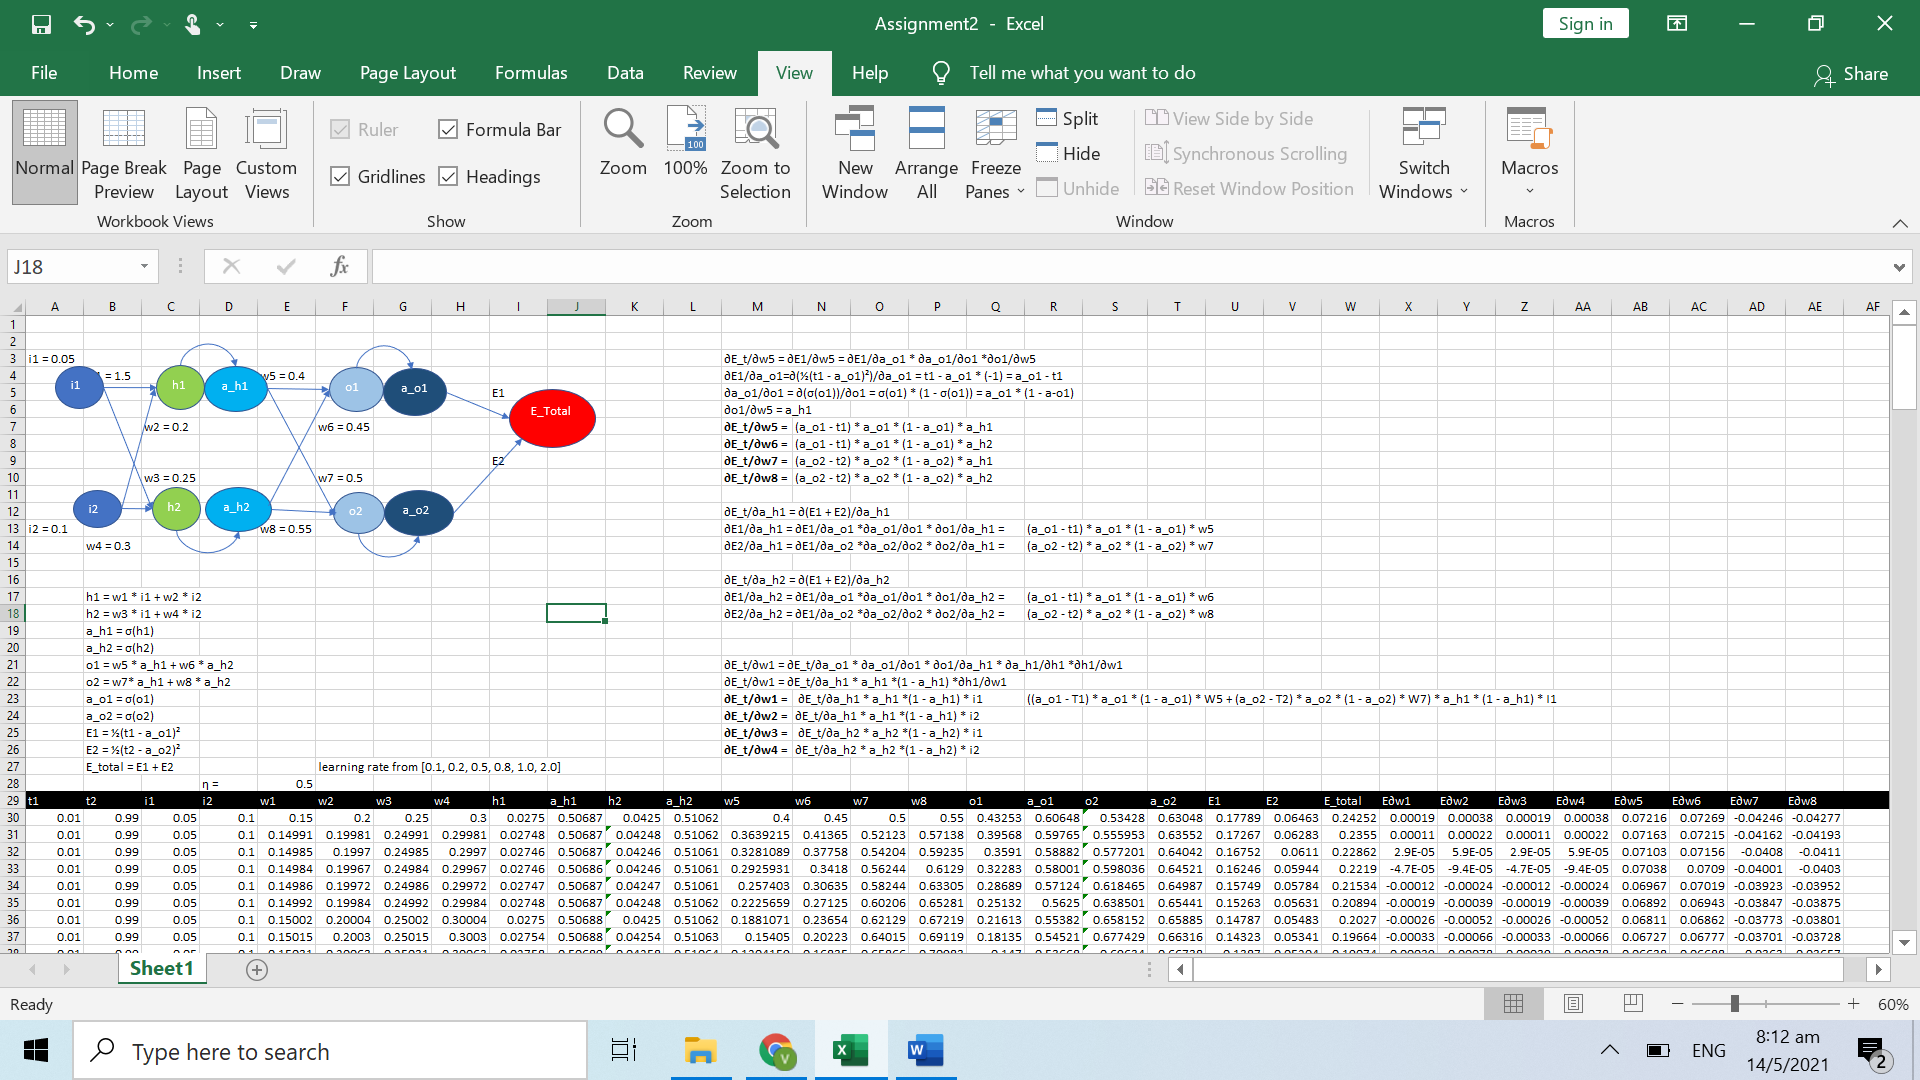 Assignment2 - Excel
Sign in
File Home Insert Draw Page Layout Formulas Data Review View Help Tell me what you want to do Share
Normal
Page Break Preview
Page Layout
Custom Views
Workbook Views
Ruler
Formula Bar
Gridlines
Headings
Show
Zoom
100
100%
Zoom to Selection
Zoom
New Window
Arrange All
Freeze Panes
Split
Hide
Unhide
View Side by Side
Synchronous Scrolling
Reset Window Position
Switch Windows
Window
Macros
Macros
J18
fx
A B C D E F G H I J K L M N O P Q R S T U V W X Y Z AA AB AC AD AE AF
1
2
3 i1 = 0.05 ∂E_t/∂w5 = ∂E1/∂w5 = ∂E1/∂a_o1 * ∂a_o1/∂o1 *∂o1/∂w5
4 i1 = 1.5 h1 a_h1 w5 = 0.4 o1 a_o1 ∂E1/∂a_o1=∂(½(t1 - a_o1)²)/∂a_o1 = t1 - a_o1 * (-1) = a_o1 - t1
5 E1 ∂a_o1/∂o1 = ∂(σ(o1))/∂o1 = σ(o1) * (1 - σ(o1)) = a_o1 * (1 - a-o1)
6 E_Total ∂o1/∂w5 = a_h1
7 w2 = 0.2 w6 = 0.45 ∂E_t/∂w5 = (a_o1 - t1) * a_o1 * (1 - a_o1) * a_h1
8 ∂E_t/∂w6 = (a_o1 - t1) * a_o1 * (1 - a_o1) * a_h2
9 E2 ∂E_t/∂w7 = (a_o2 - t2) * a_o2 * (1 - a_o2) * a_h1
10 w3 = 0.25 w7 = 0.5 ∂E_t/∂w8 = (a_o2 - t2) * a_o2 * (1 - a_o2) * a_h2
11
12 i2 h2 a_h2 o2 a_o2 ∂E_t/∂a_h1 = ∂(E1 + E2)/∂a_h1
13 i2 = 0.1 w8 = 0.55 ∂E1/∂a_h1 = ∂E1/∂a_o1 *∂a_o1/∂o1 * ∂o1/∂a_h1 = (a_o1 - t1) * a_o1 * (1 - a_o1) * w5
14 w4 = 0.3 ∂E2/∂a_h1 = ∂E1/∂a_o2 *∂a_o2/∂o2 * ∂o2/∂a_h1 = (a_o2 - t2) * a_o2 * (1 - a_o2) * w7
15
16 ∂E_t/∂a_h2 = ∂(E1 + E2)/∂a_h2
17 h1 = w1 * i1 + w2 * i2 ∂E1/∂a_h2 = ∂E1/∂a_o1 *∂a_o1/∂o1 * ∂o1/∂a_h2 = (a_o1 - t1) * a_o1 * (1 - a_o1) * w6
18 h2 = w3 * i1 + w4 * i2 ∂E2/∂a_h2 = ∂E1/∂a_o2 *∂a_o2/∂o2 * ∂o2/∂a_h2 = (a_o2 - t2) * a_o2 * (1 - a_o2) * w8
19 a_h1 = σ(h1)
20 a_h2 = σ(h2)
21 o1 = w5 * a_h1 + w6 * a_h2 ∂E_t/∂w1 = ∂E_t/∂a_o1 * ∂a_o1/∂o1 * ∂o1/∂a_h1 * ∂a_h1/∂h1 *∂h1/∂w1
22 o2 = w7* a_h1 + w8 * a_h2 ∂E_t/∂w1 = ∂E_t/∂a_h1 * a_h1 *(1 - a_h1) *∂h1/∂w1
23 a_o1 = σ(o1) ∂E_t/∂w1 = ∂E_t/∂a_h1 * a_h1 *(1 - a_h1) * i1 ((a_o1 - T1) * a_o1 * (1 - a_o1) * W5 + (a_o2 - T2) * a_o2 * (1 - a_o2) * W7) * a_h1 * (1 - a_h1) * I1
24 a_o2 = σ(o2) ∂E_t/∂w2 = ∂E_t/∂a_h1 * a_h1 *(1 - a_h1) * i2
25 E1 = ½(t1 - a_o1)² ∂E_t/∂w3 = ∂E_t/∂a_h2 * a_h2 *(1 - a_h2) * i1
26 E2 = ½(t2 - a_o2)² ∂E_t/∂w4 = ∂E_t/∂a_h2 * a_h2 *(1 - a_h2) * i2
27 E_total = E1 + E2 learning rate from [0.1, 0.2, 0.5, 0.8, 1.0, 2.0]
28 η = 0.5
29 t1 t2 i1 i2 w1 w2 w3 w4 h1 a_h1 h2 a_h2 w5 w6 w7 w8 o1 a_o1 o2 a_o2 E1 E2 E_total E∂w1 E∂w2 E∂w3 E∂w4 E∂w5 E∂w6 E∂w7 E∂w8
30 0.01 0.99 0.05 0.1 0.15 0.2 0.25 0.3 0.0275 0.50687 0.0425 0.51062 0.4 0.45 0.5 0.55 0.43253 0.60648 0.53428 0.63048 0.17789 0.06463 0.24252 0.00019 0.00038 0.00019 0.00038 0.07216 0.07269 -0.04246 -0.04277
31 0.01 0.99 0.05 0.1 0.14991 0.19981 0.24991 0.29981 0.02748 0.50687 0.04248 0.51061 0.3639215 0.41365 0.52123 0.57138 0.39568 0.59765 0.555953 0.63552 0.17267 0.06283 0.2355 0.00011 0.00022 0.00011 0.00022 0.07163 0.07215 -0.04162 -0.04193
32 0.01 0.99 0.05 0.1 0.14985 0.1997 0.24985 0.2997 0.02746 0.50687 0.04246 0.51061 0.3281089 0.37758 0.54204 0.59235 0.3591 0.58882 0.577201 0.64042 0.16752 0.0611 0.22862 2.9E-05 5.9E-05 2.9E-05 5.9E-05 0.07103 0.07156 -0.0408 -0.0411
33 0.01 0.99 0.05 0.1 0.14984 0.19967 0.24984 0.29967 0.02746 0.50686 0.04246 0.51061 0.2925931 0.3418 0.56244 0.6129 0.32283 0.58001 0.598036 0.64521 0.16246 0.05944 0.2219 -4.7E-05 -9.4E-05 -4.7E-05 -9.4E-05 0.07038 0.0709 -0.04001 -0.0403
34 0.01 0.99 0.05 0.1 0.14986 0.19972 0.24986 0.29972 0.02747 0.50687 0.04247 0.51061 0.257403 0.30635 0.58244 0.63305 0.28689 0.57124 0.618465 0.64987 0.15749 0.05784 0.21534 -0.00012 -0.00024 -0.00012 -0.00024 0.06967 0.07019 -0.03923 -0.03952
35 0.01 0.99 0.05 0.1 0.14992 0.19984 0.24992 0.29984 0.02748 0.50687 0.04248 0.51062 0.2225659 0.27125 0.60206 0.65281 0.25132 0.5625 0.638501 0.65441 0.15263 0.05631 0.20894 -0.00019 -0.00039 -0.00019 -0.00039 0.06892 0.06943 -0.03847 -0.03875
36 0.01 0.99 0.05 0.1 0.15002 0.20004 0.25002 0.30004 0.0275 0.50688 0.0425 0.51062 0.1881071 0.23654 0.62129 0.67219 0.21613 0.55382 0.658152 0.65885 0.14787 0.05483 0.2027 -0.00026 -0.00052 -0.00026 -0.00052 0.06811 0.06862 -0.03773 -0.03801
37 0.01 0.99 0.05 0.1 0.15015 0.2003 0.25015 0.3003 0.02754 0.50688 0.04254 0.51063 0.15405 0.20223 0.64015 0.69119 0.18135 0.54521 0.677429 0.66316 0.14323 0.05341 0.19664 -0.00033 -0.00066 -0.00033 -0.00066 0.06727 0.06777 -0.03701 -0.03728
Sheet1
Ready 60%
Type here to search
ENG
8:12 am
14/5/2021
2